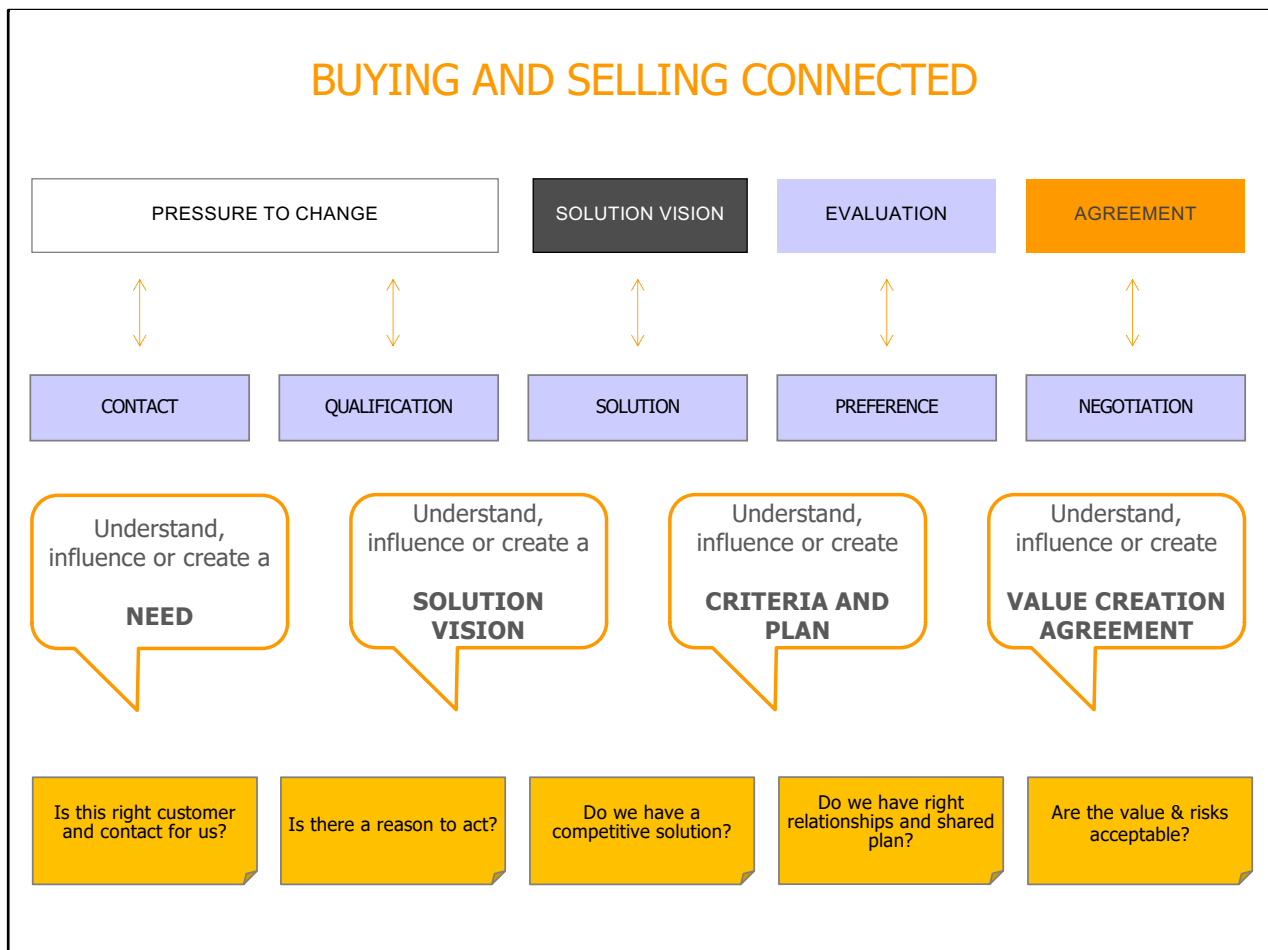 BUYING AND SELLING CONNECTED
PRESSURE TO CHANGE
SOLUTION VISION
EVALUATION
AGREEMENT
CONTACT
QUALIFICATION
SOLUTION
PREFERENCE
NEGOTIATION
Understand,
influence or create a
NEED
Understand,
influence or create a
SOLUTION
VISION
Understand,
influence or create
CRITERIA AND
PLAN
Understand,
influence or create
VALUE CREATION
AGREEMENT
Is this right customer
and contact for us?
Is there a reason to act?
Do we have a
competitive solution?
Do we have right
relationships and shared
plan?
Are the value & risks
acceptable?